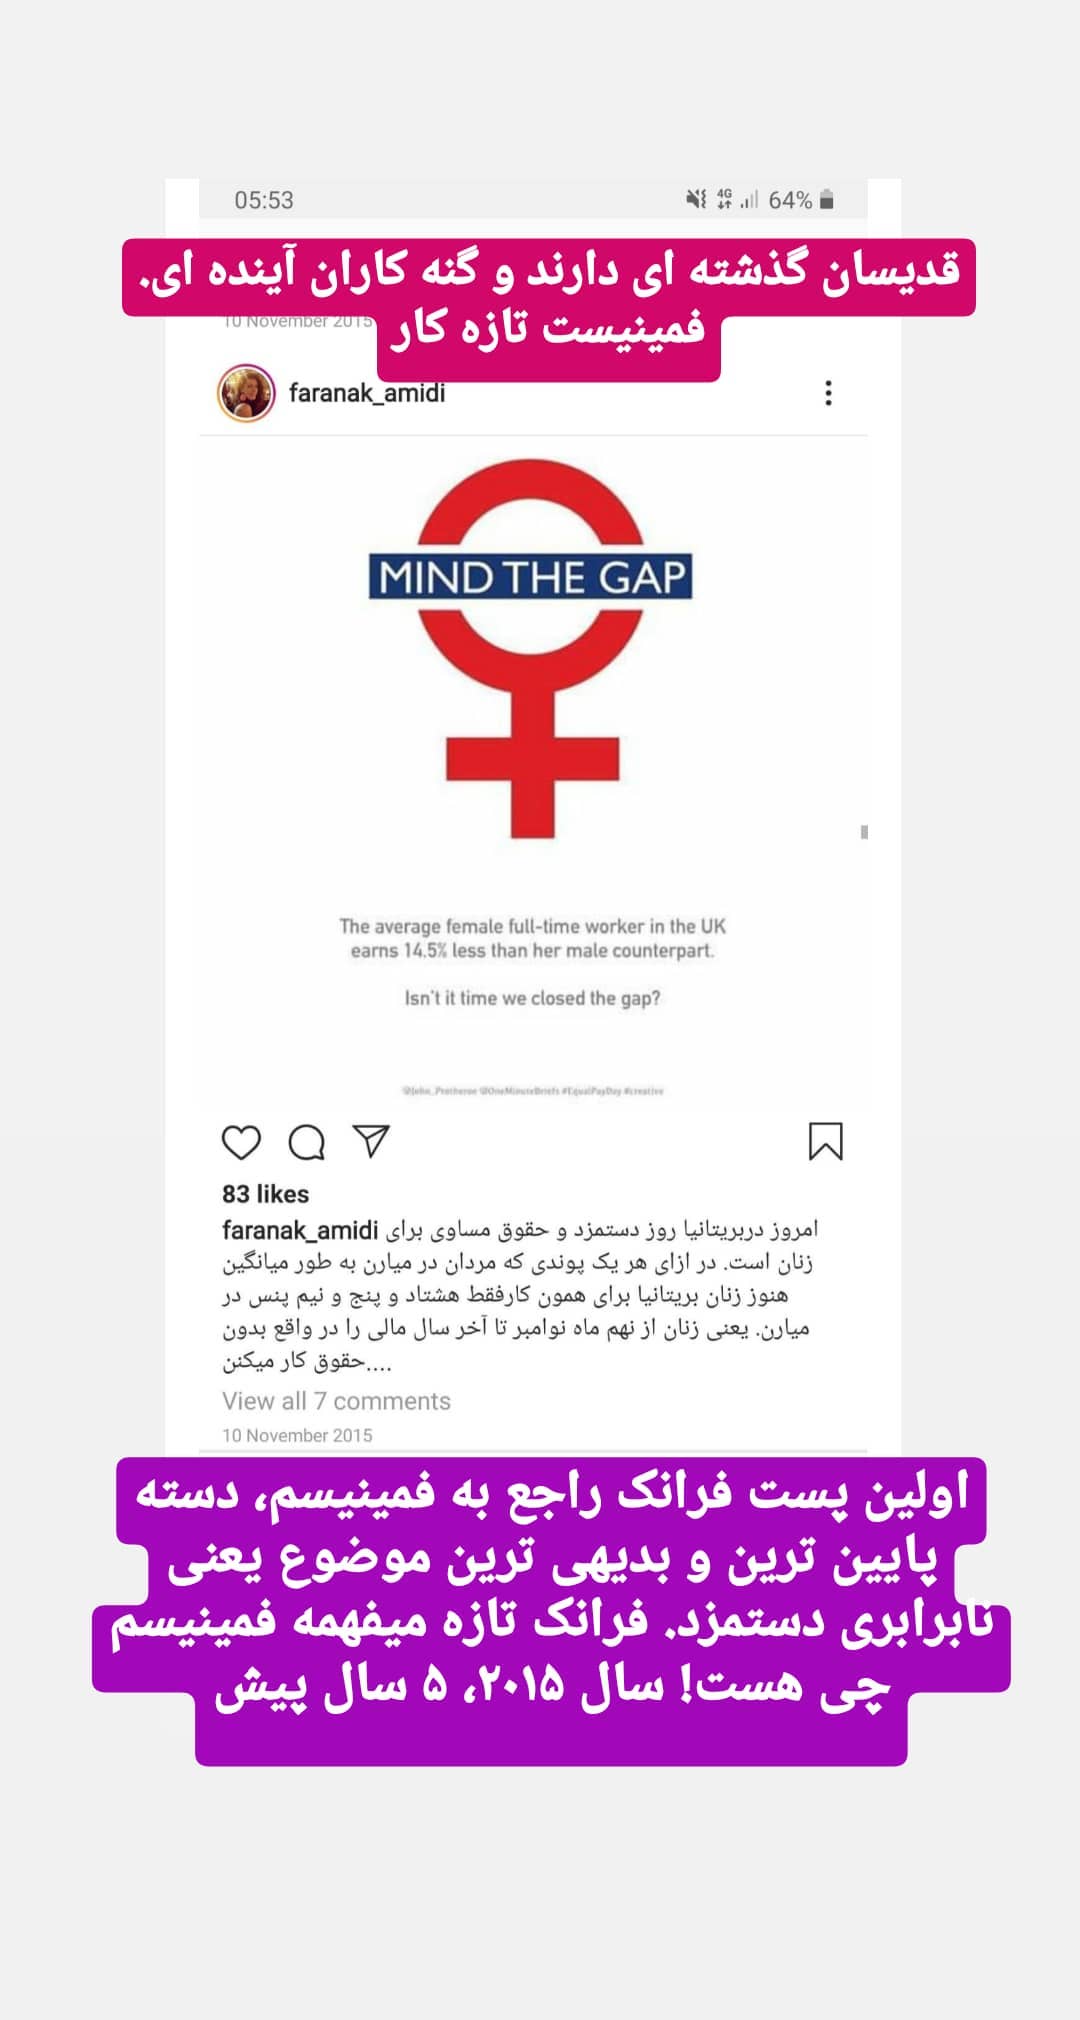 05:53
4G 64%
قدیسان گذشته ای دارند و گنه کاران آینده ای.
فمینیست تازه کار
10 November 2015
faranak_amidi
MIND THE GAP
The average female full-time worker in the UK
earns 14.5% less than her male counterpart.
Isn't it time we closed the gap?
@John_Protheroe @OneMinuteBriefs #EqualPayDay #creative
83 likes
faranak_amidi امروز دربریتانیا روز دستمزد و حقوق مساوی برای
زنان است. در ازای هر یک پوندی که مردان در میارن به طور میانگین
هنوز زنان بریتانیا برای همون کارفقط هشتاد و پنج و نیم پنس در
میارن. یعنی زنان از نهم ماه نوامبر تا آخر سال مالی را در واقع بدون
حقوق کار میکنن....
View all 7 comments
10 November 2015
اولین پست فرانک راجع به فمینیسم، دسته
پایین ترین و بدیهی ترین موضوع یعنی
نابرابری دستمزد. فرانک تازه میفهمه فمینیسم
چی هست! سال ۲۰۱۵، ۵ سال پیش